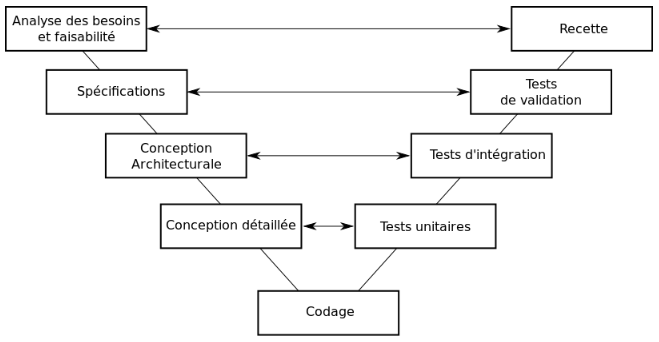 Analyse des besoins
et faisabilité
Recette
Spécifications
Tests
de validation
Conception
Architecturale
Tests d'intégration
Conception détaillée
Tests unitaires
Codage